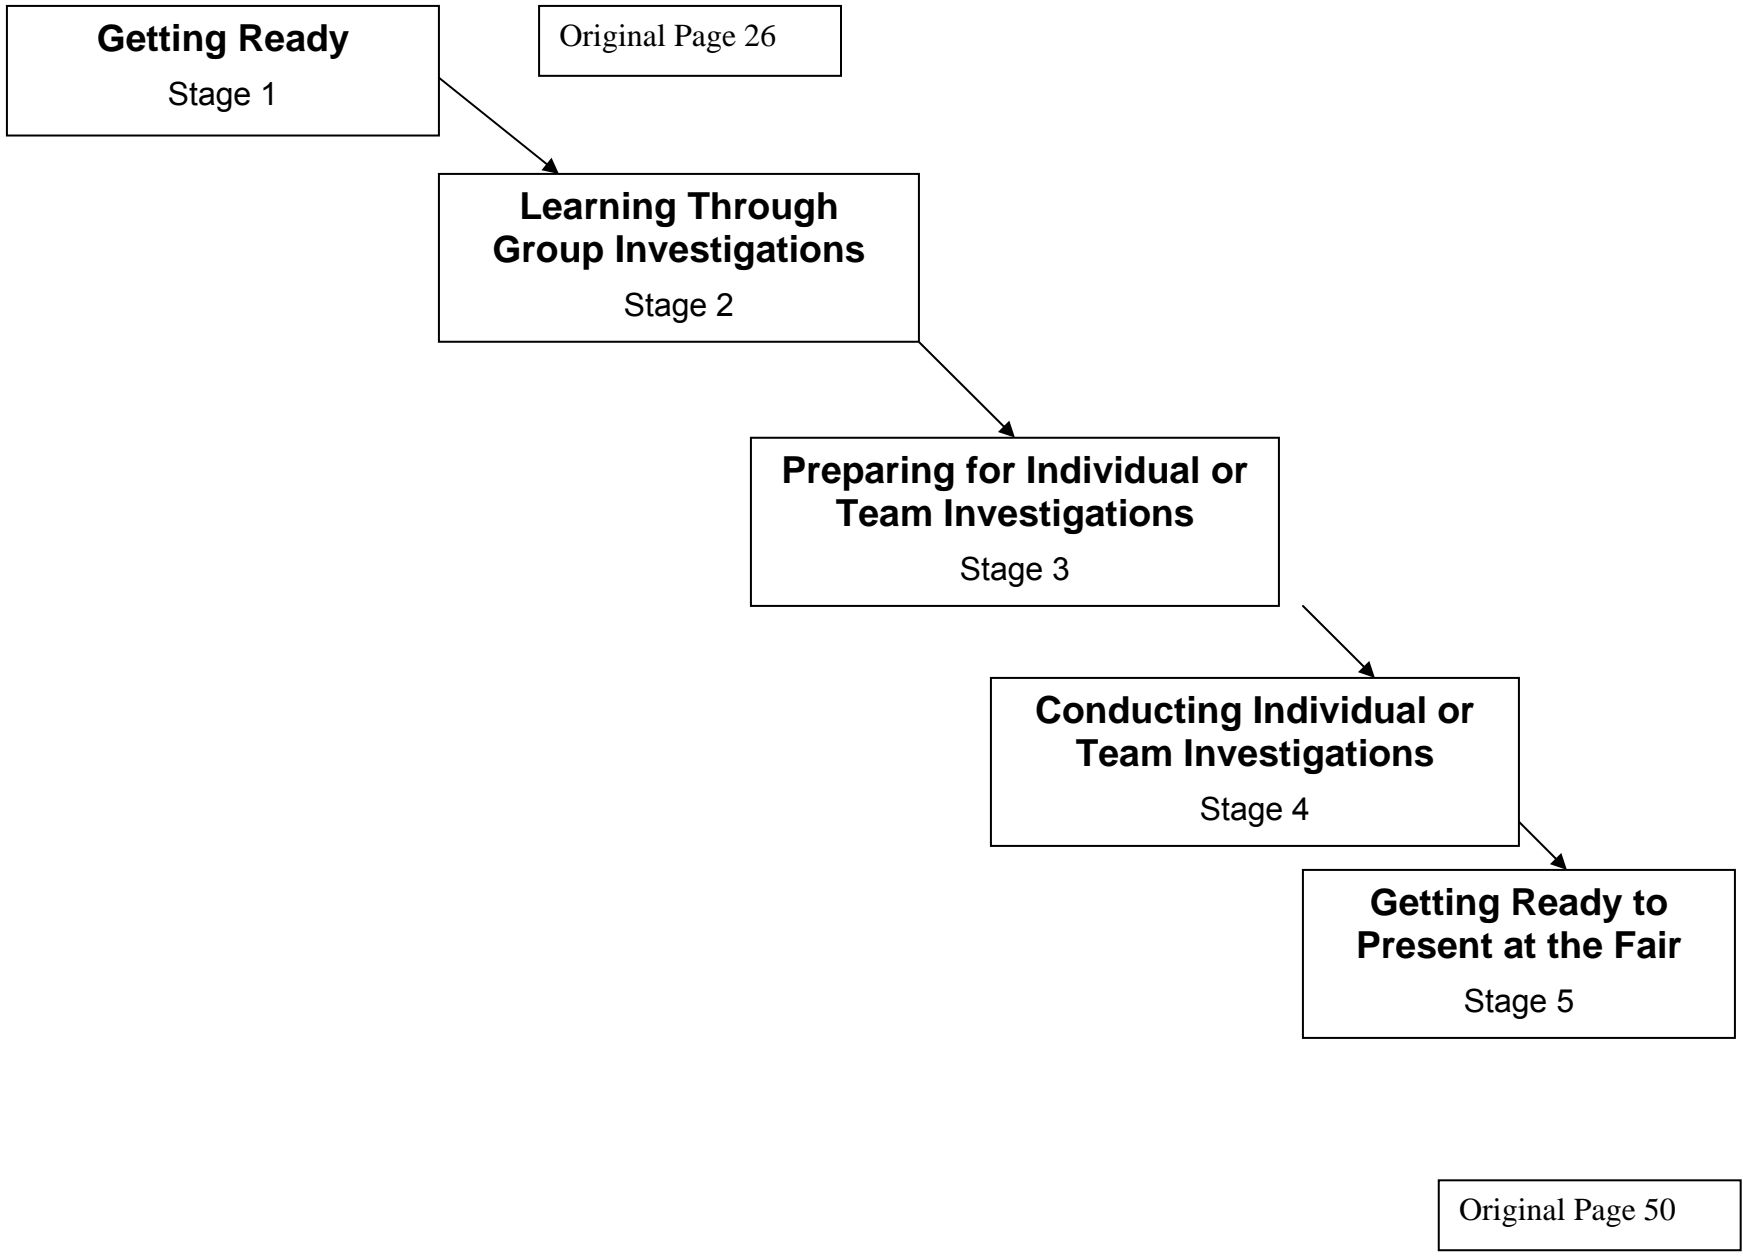 Getting Ready
Stage 1
Original Page 26
Learning Through
Group Investigations
Stage 2
Preparing for Individual or
Team Investigations
Stage 3
Conducting Individual or
Team Investigations
Stage 4
Getting Ready to
Present at the Fair
Stage 5
Original Page 50